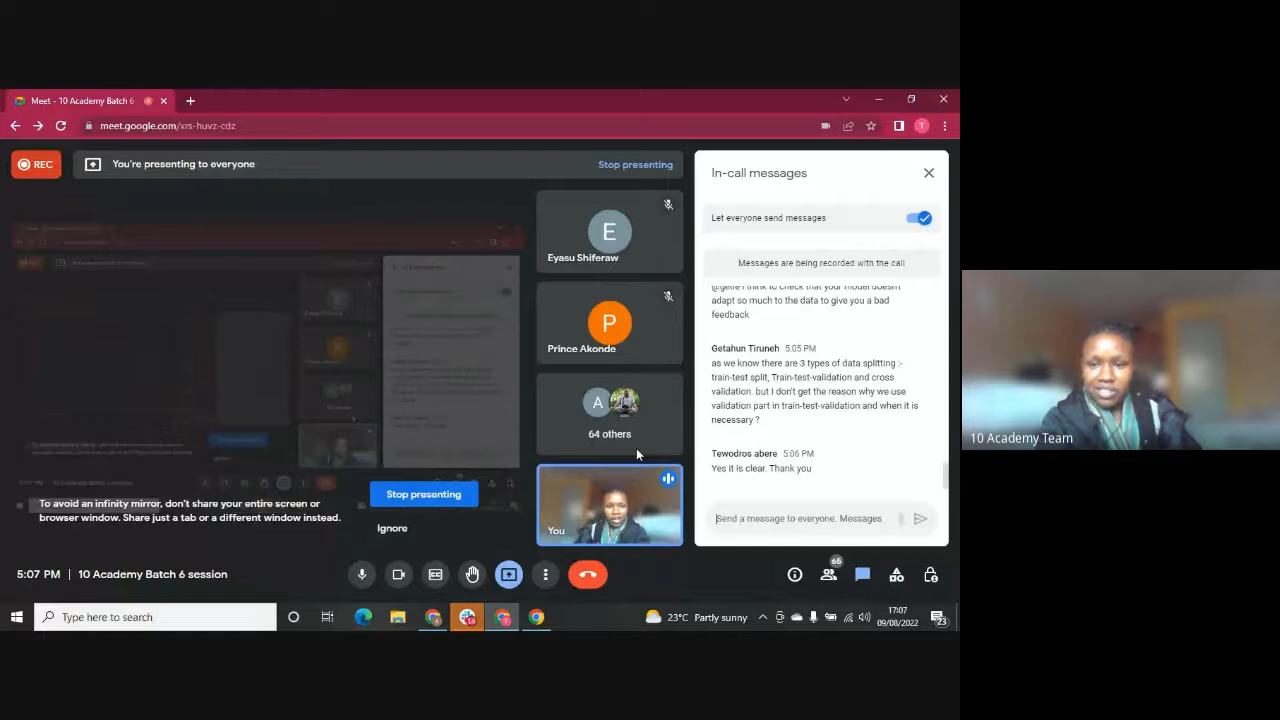 Meet - 10 Academy Batch 6
meet.google.com/xrs-huvz-cdz
REC
You're presenting to everyone
Stop presenting
E
Eyasu Shiferaw
P
Prince Akonde
A
64 others
You
To avoid an infinity mirror, don't share your entire screen or
browser window. Share just a tab or a different window instead.
Stop presenting
Ignore
In-call messages
Let everyone send messages
Messages are being recorded with the call
I think to check that your model doesn't
adapt so much to the data to give you a bad
feedback
Getahun Tiruneh 5:05 PM
as we know there are 3 types of data splitting :-
train-test split, Train-test-validation and cross
validation. but I don't get the reason why we use
validation part in train-test-validation and when it is
necessary ?
Tewodros abere 5:06 PM
Yes it is clear. Thank you
Send a message to everyone. Messages
5:07 PM | 10 Academy Batch 6 session
66
Type here to search
23°C Partly sunny
17:07
09/08/2022
23
10 Academy Team